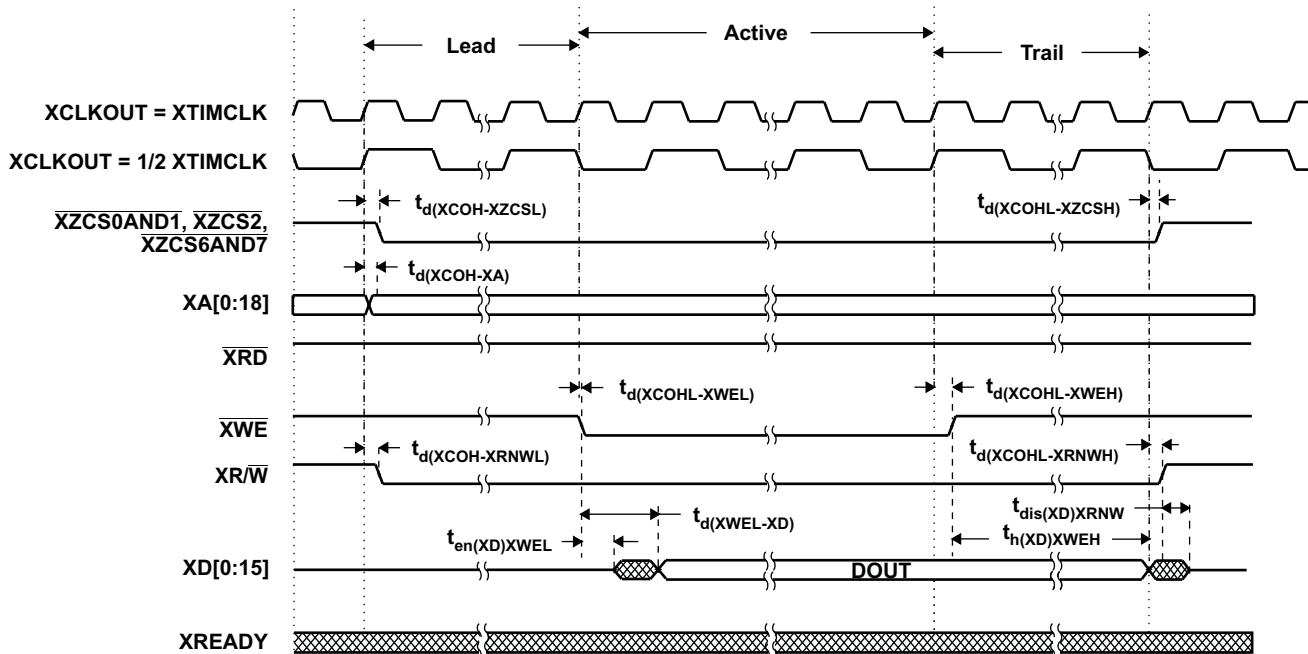 Lead
Active
Trail
XCLKOUT = XTIMCLK
XCLKOUT = 1/2 XTIMCLK
td(XCOH-XZCSL)
td(XCOHL-XZCSH)
XZCS0AND1, XZCS2,
XZCS6AND7
td(XCOH-XA)
XA[0:18]
XRD
td(XCOHL-XWEL)
td(XCOHL-XWEH)
XWE
td(XCOH-XRNWL)
td(XCOHL-XRNWH)
XR/W
td(XWEL-XD)
tdis(XD)XRNW
ten(XD)XWEL
th(XD)XWEH
XD[0:15]
DOUT
XREADY